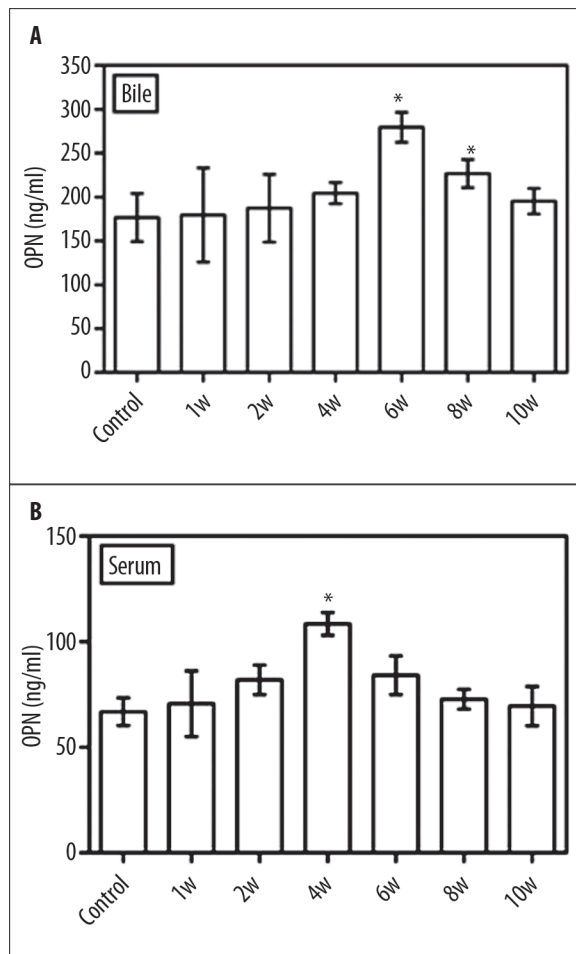 A
Bile
OPN (ng/ml)
350
300
250
200
150
100
50
0
*
*
Control
1w
2w
4w
6w
8w
10w
B
Serum
OPN (ng/ml)
150
100
50
0
*
Control
1w
2w
4w
6w
8w
10w